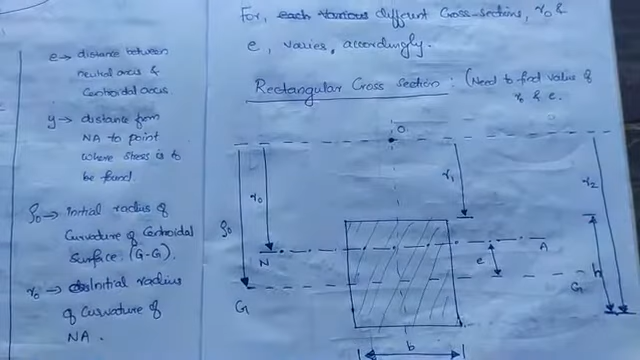 For, each various different Cross-sections, r₀ &
e, varies, accordingly.
Rectangular Cross Section : (Need to find value of
r₀ & e.
e → distance between
neutral axis &
Centroidal axis.
y → distance from
NA to point
where stress is to
be found.
ρ₀ → Initial radius of
Curvature of Centroidal
Surface. (G-G).
r₀ → Initial radius
of Curvature of
NA.
O
r₀
r₁
r₂
ρ₀
N
A
e
h
G
G
b